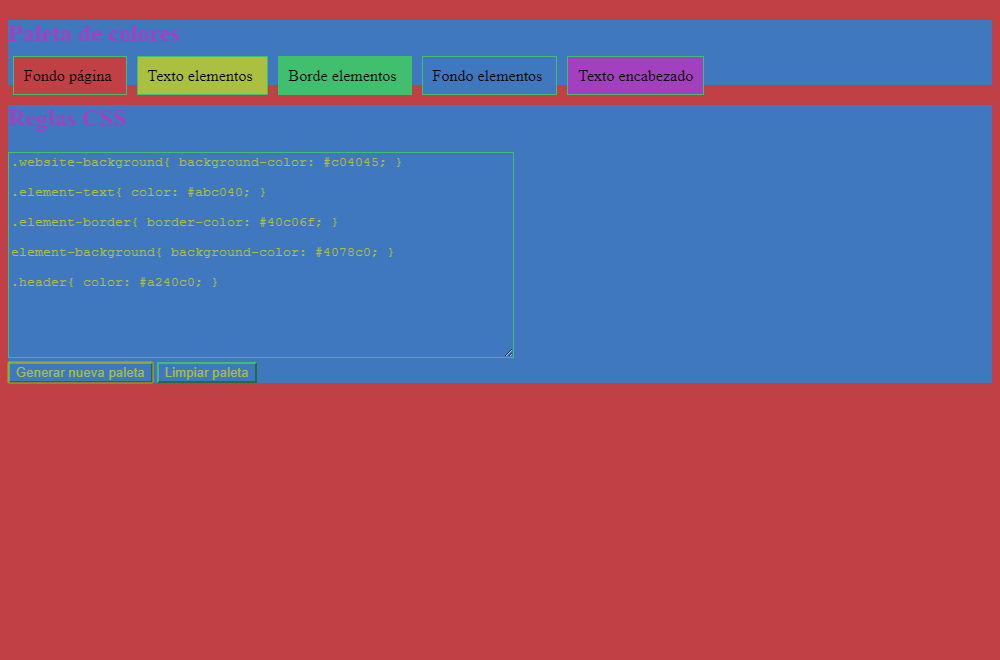 Paleta de colores
Fondo página Texto elementos Borde elementos Fondo elementos Texto encabezado
Reglas CSS
.website-background{ background-color: #c04045; }
.element-text{ color: #abc040; }
.element-border{ border-color: #40c06f; }
element-background{ background-color: #4078c0; }
.header{ color: #a240c0; }
Generar nueva paleta Limpiar paleta